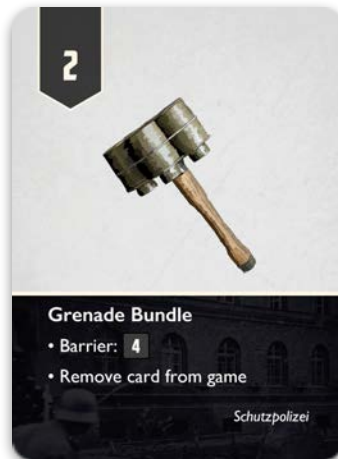 2
Grenade Bundle
• Barrier: 4
• Remove card from game
Schutzpolizei